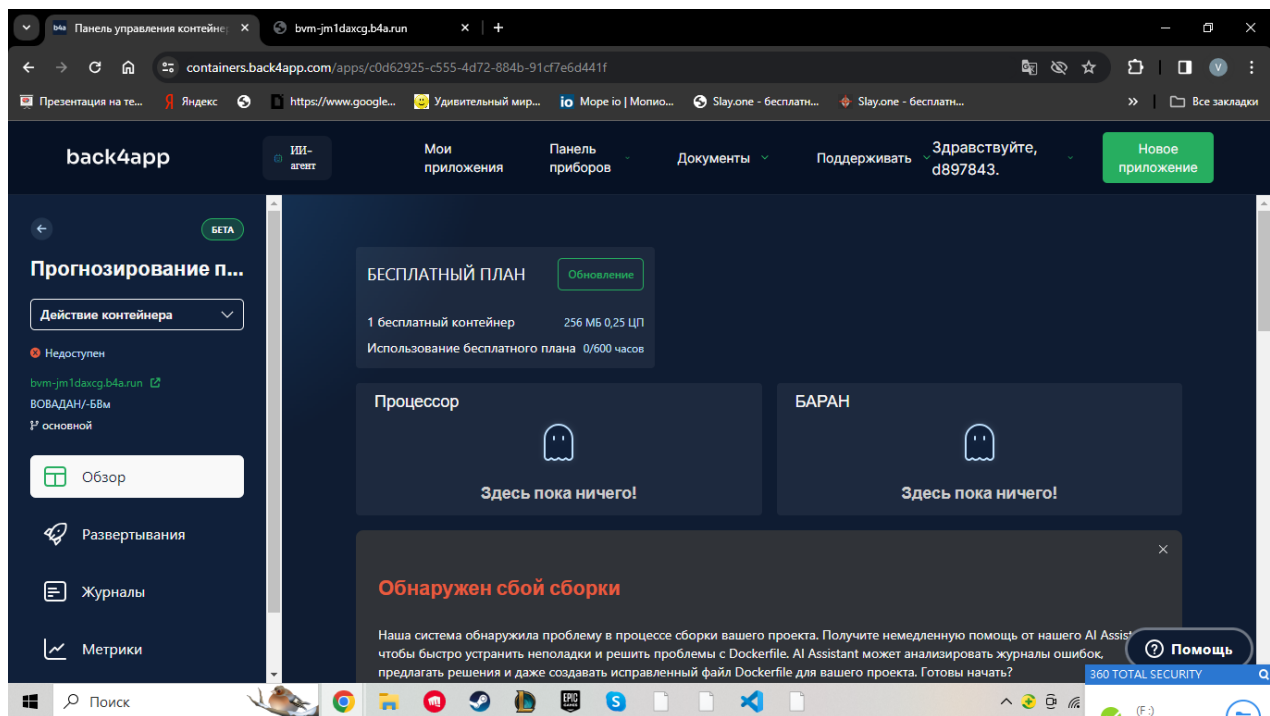 b4a Панель управления контейне
bvm-jm1daxcg.b4a.run
containers.back4app.com/apps/c0d62925-c555-4d72-884b-91cf7e6d441f
V
Презентация на те...
Яндекс
https://www.google...
Удивительный мир...
io Море io | Мопио...
Slay.one - бесплатн...
Slay.one - бесплатн...
Все закладки
back4app
ИИ-
агент
Мои
приложения
Панель
приборов
Документы
Поддерживать
Здравствуйте,
d897843.
Новое
приложение
БЕТА
Прогнозирование п...
Действие контейнера
Недоступен
bvm-jm1daxcg.b4a.run
ВОВАДАН/-БВм
основной
Обзор
Развертывания
Журналы
Метрики
БЕСПЛАТНЫЙ ПЛАН
Обновление
1 бесплатный контейнер 256 МБ 0,25 ЦП
Использование бесплатного плана 0/600 часов
Процессор
Здесь пока ничего!
БАРАН
Здесь пока ничего!
Обнаружен сбой сборки
Наша система обнаружила проблему в процессе сборки вашего проекта. Получите немедленную помощь от нашего AI Assist
чтобы быстро устранить неполадки и решить проблемы с Dockerfile. AI Assistant может анализировать журналы ошибок,
предлагать решения и даже создавать исправленный файл Dockerfile для вашего проекта. Готовы начать?
Помощь
360 TOTAL SECURITY
(F:)
Поиск
EPIC
GAMES